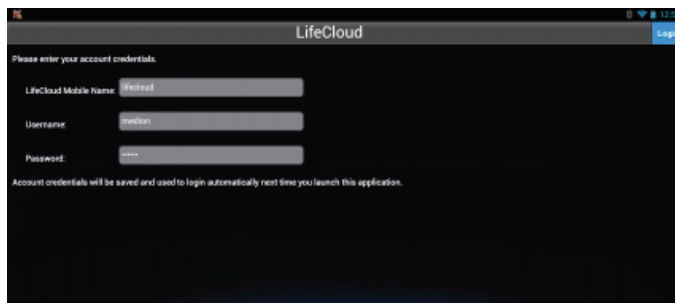 LifeCloud
Login
Please enter your account credentials.
LifeCloud Mobile Name: lifecloud
Username: medion
Password: ••••
Account credentials will be saved and used to login automatically next time you launch this application.